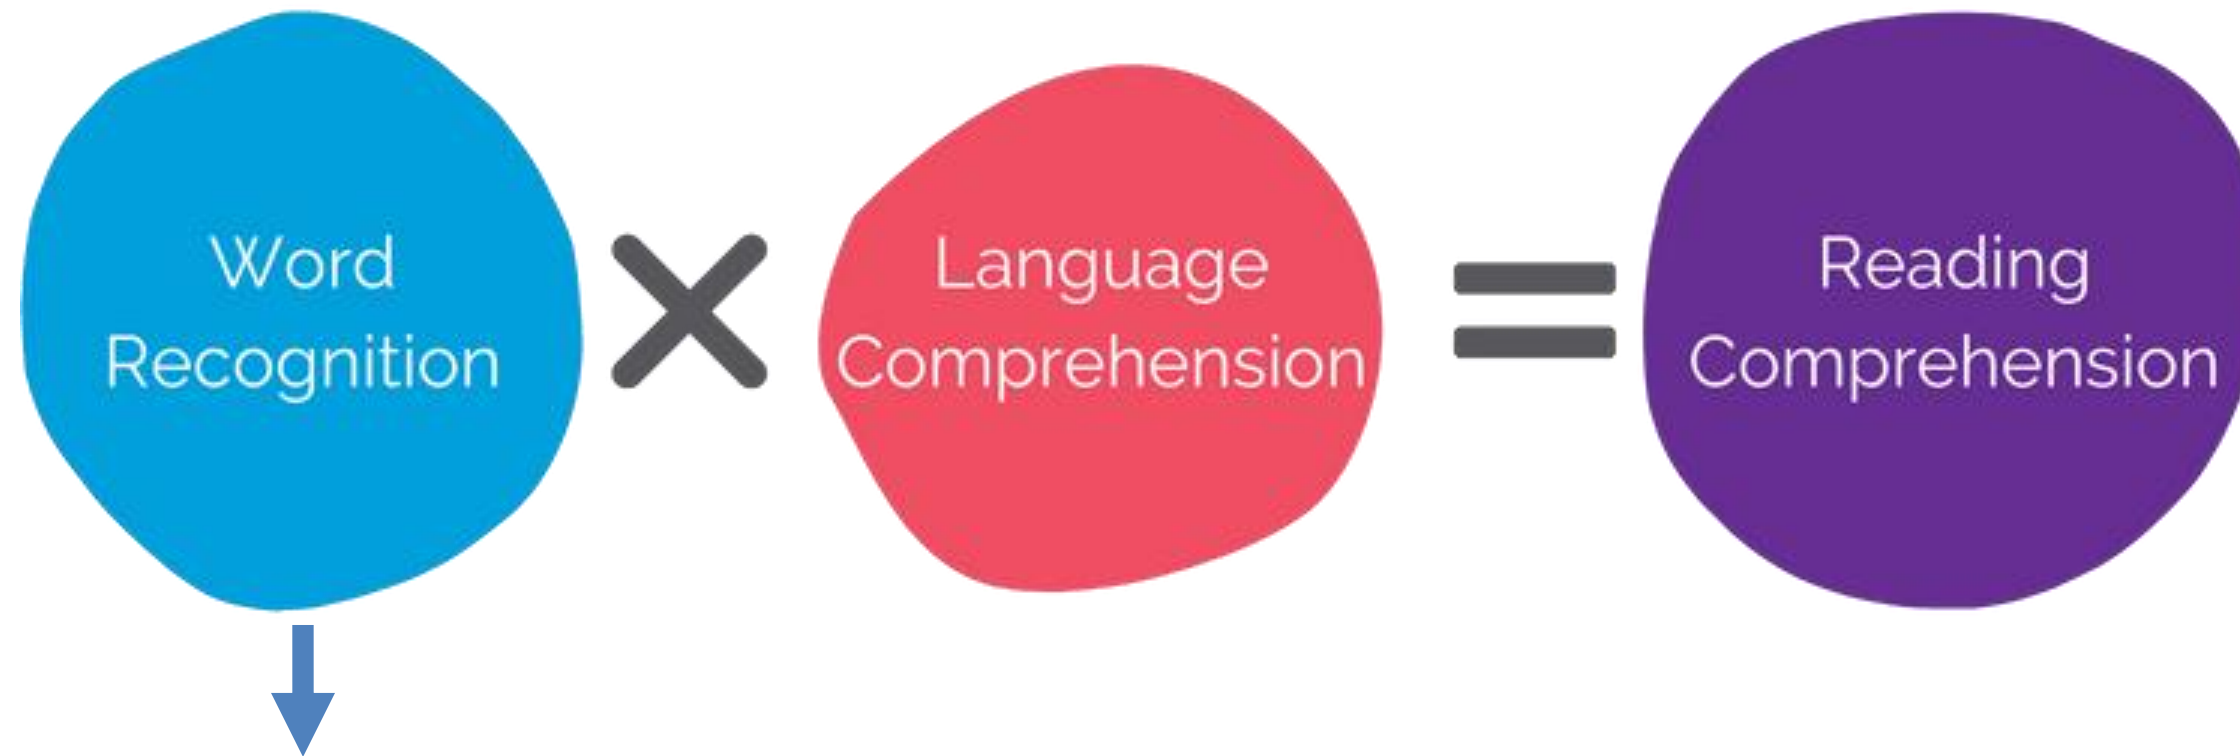 Word
Recognition
Language
Comprehension
Reading
Comprehension